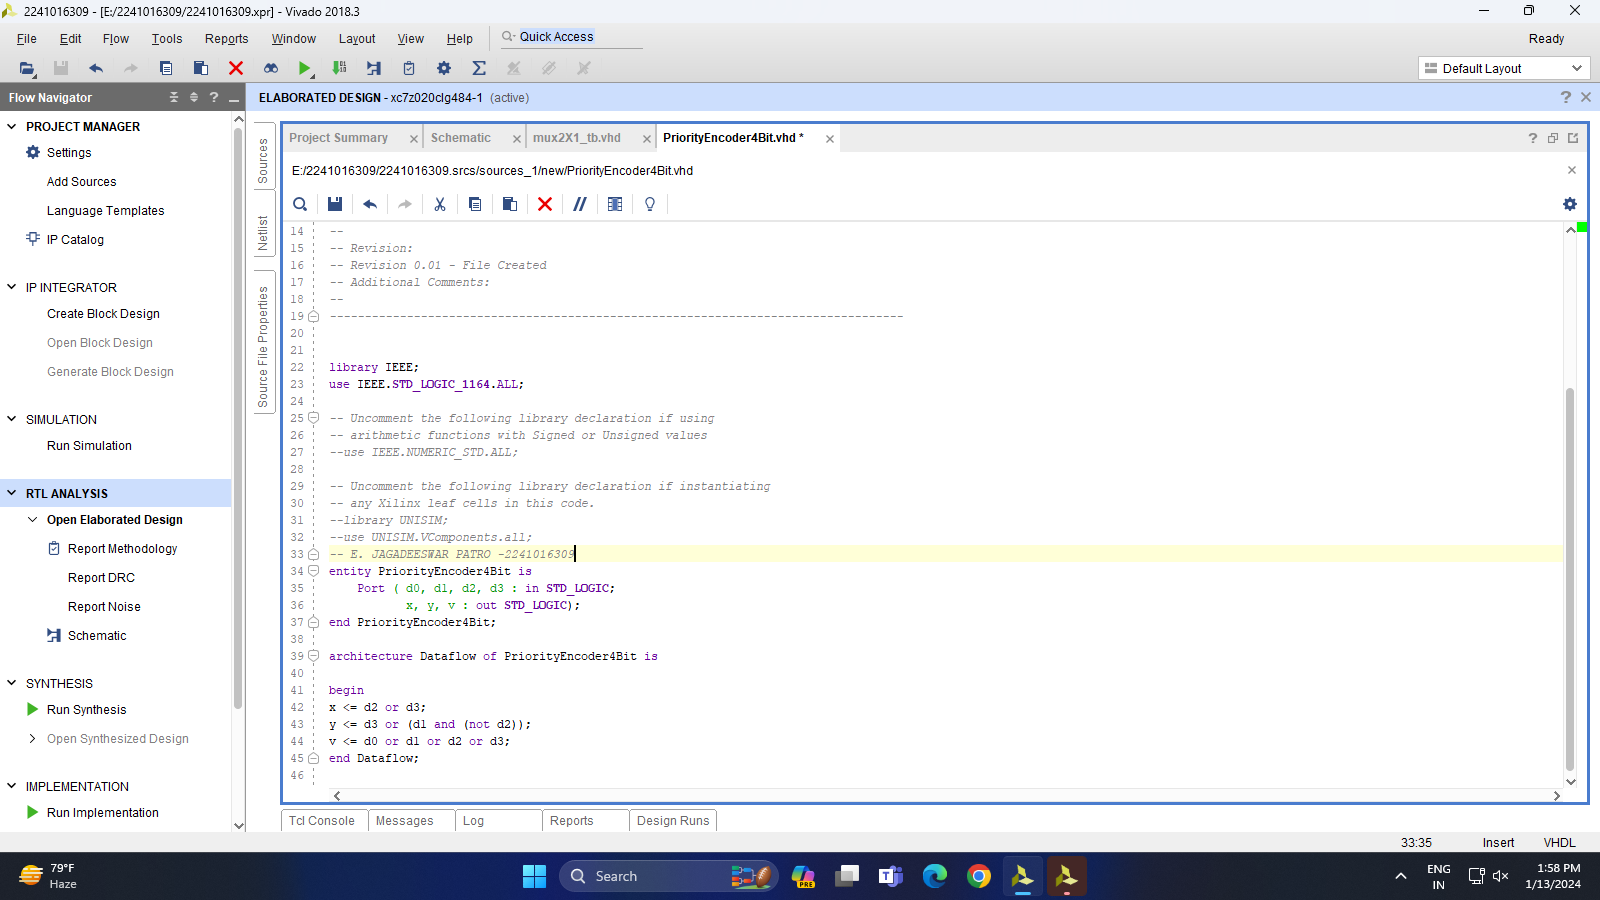 2241016309 - [E:/2241016309/2241016309.xpr] - Vivado 2018.3
File Edit Flow Tools Reports Window Layout View Help Quick Access Ready
Default Layout
Flow Navigator
ELABORATED DESIGN - xc7z020clg484-1 (active)
PROJECT MANAGER
Settings
Add Sources
Language Templates
IP Catalog
IP INTEGRATOR
Create Block Design
Open Block Design
Generate Block Design
SIMULATION
Run Simulation
RTL ANALYSIS
Open Elaborated Design
Report Methodology
Report DRC
Report Noise
Schematic
SYNTHESIS
Run Synthesis
Open Synthesized Design
IMPLEMENTATION
Run Implementation
Sources
Netlist
Source File Properties
Project Summary Schematic mux2X1_tb.vhd PriorityEncoder4Bit.vhd *
E:/2241016309/2241016309.srcs/sources_1/new/PriorityEncoder4Bit.vhd
14 --
15 -- Revision:
16 -- Revision 0.01 - File Created
17 -- Additional Comments:
18 --
19 ----------------------------------------------------------------------------------
20
21
22 library IEEE;
23 use IEEE.STD_LOGIC_1164.ALL;
24
25 -- Uncomment the following library declaration if using
26 -- arithmetic functions with Signed or Unsigned values
27 --use IEEE.NUMERIC_STD.ALL;
28
29 -- Uncomment the following library declaration if instantiating
30 -- any Xilinx leaf cells in this code.
31 --library UNISIM;
32 --use UNISIM.VComponents.all;
33 -- E. JAGADEESWAR PATRO -2241016309
34 entity PriorityEncoder4Bit is
35 Port ( d0, d1, d2, d3 : in STD_LOGIC;
36 x, y, v : out STD_LOGIC);
37 end PriorityEncoder4Bit;
38
39 architecture Dataflow of PriorityEncoder4Bit is
40
41 begin
42 x <= d2 or d3;
43 y <= d3 or (d1 and (not d2));
44 v <= d0 or d1 or d2 or d3;
45 end Dataflow;
46
Tcl Console Messages Log Reports Design Runs
33:35 Insert VHDL
79°F
Haze
Search
PRE
ENG
IN
1:58 PM
1/13/2024